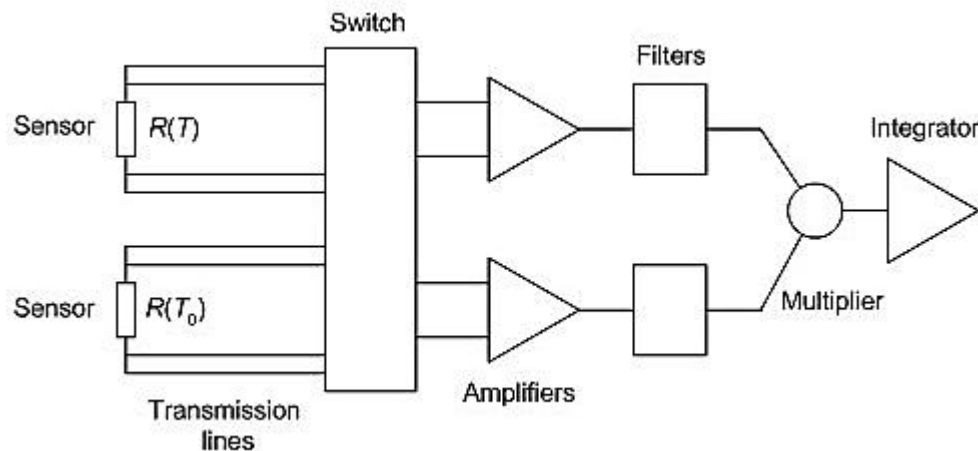 Switch
Filters
Sensor
R(T)
Integrator
Sensor
R(T₀)
Multiplier
Amplifiers
Transmission
lines